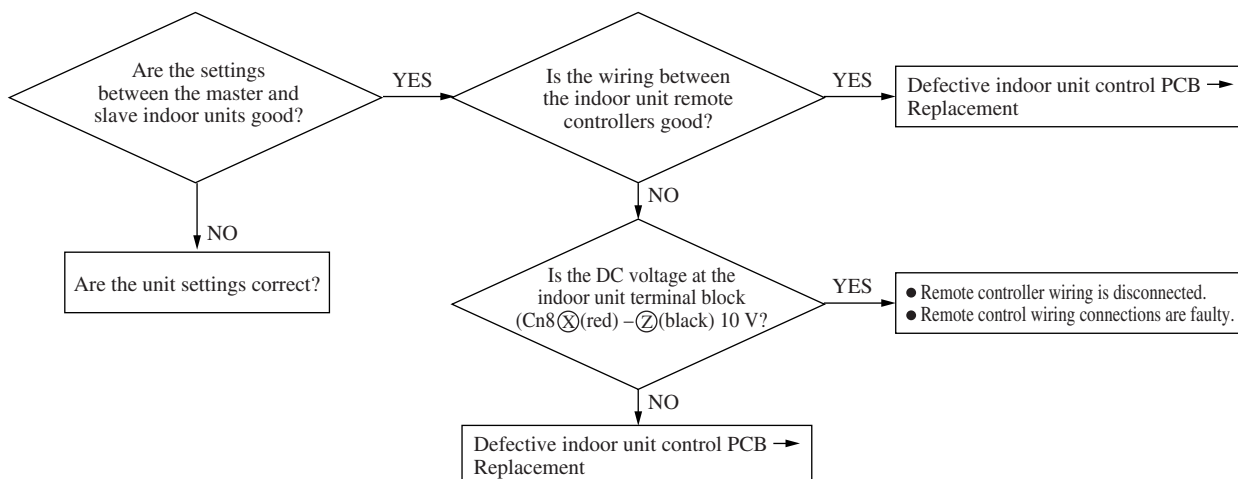 Are the settings
between the master and
slave indoor units good?
YES
Is the wiring between
the indoor unit remote
controllers good?
YES
Defective indoor unit control PCB →
Replacement
NO
Are the unit settings correct?
NO
Is the DC voltage at the
indoor unit terminal block
(Cn8 Ⓧ(red) – Ⓩ(black) 10 V?
YES
● Remote controller wiring is disconnected.
● Remote control wiring connections are faulty.
NO
Defective indoor unit control PCB →
Replacement